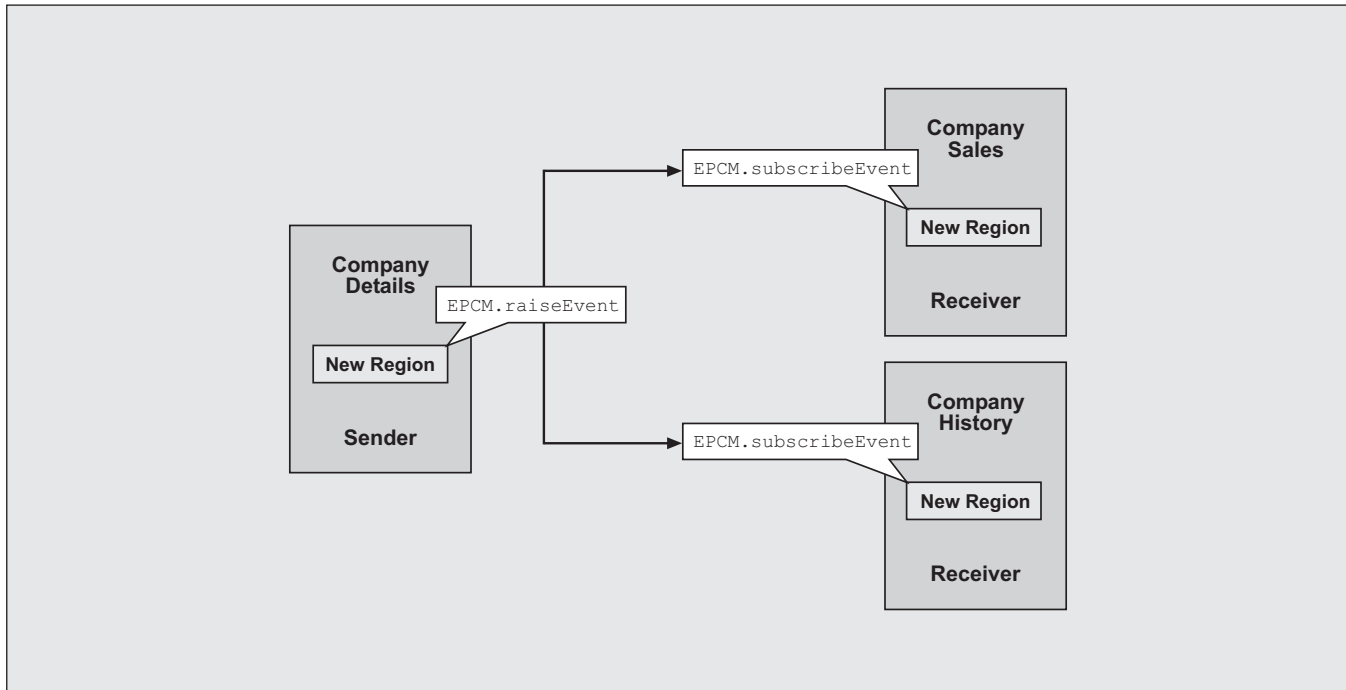 Company
Details
EPCM.raiseEvent
New Region
Sender
Company
Sales
EPCM.subscribeEvent
New Region
Receiver
Company
History
EPCM.subscribeEvent
New Region
Receiver